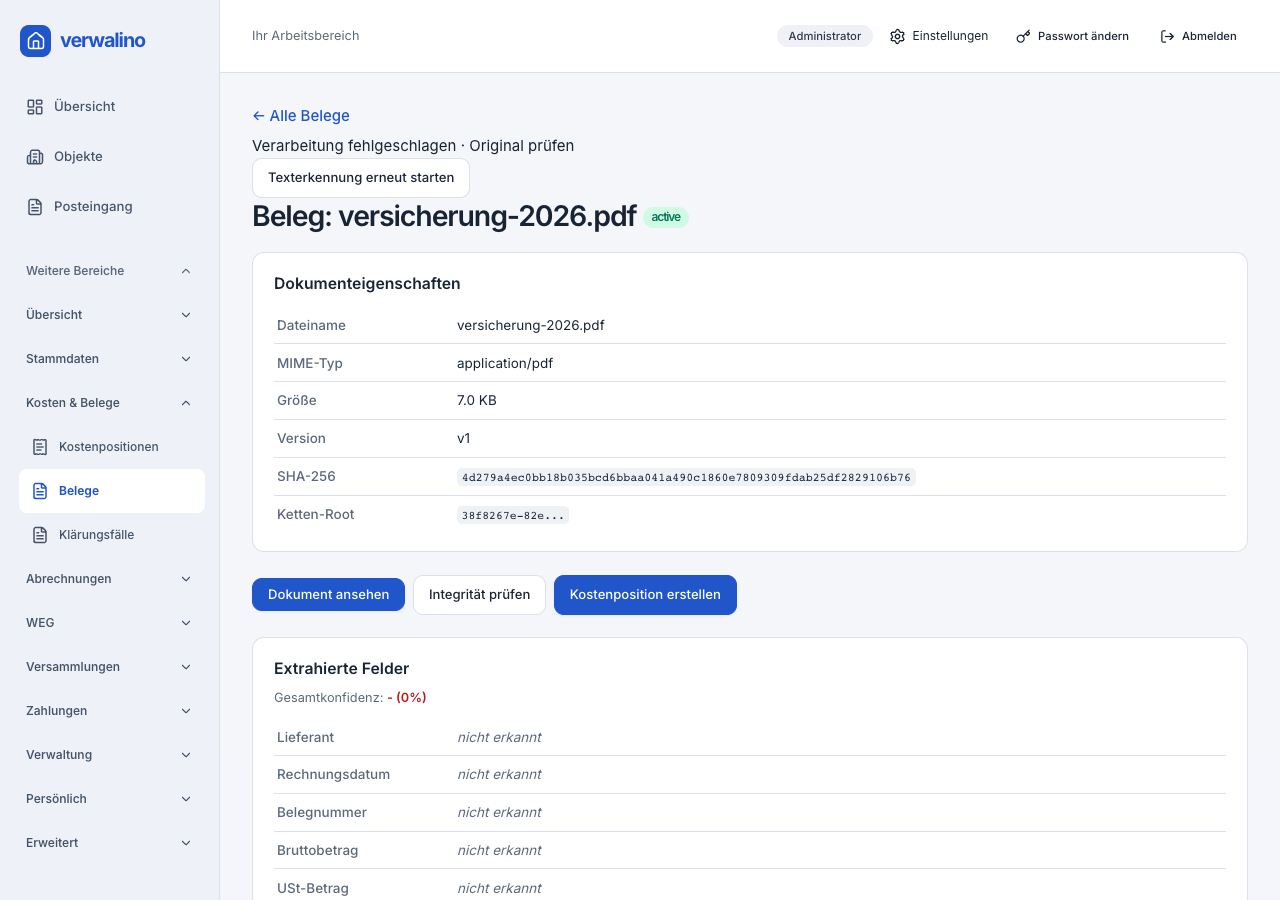 verwalino
Ihr Arbeitsbereich
Administrator
Einstellungen
Passwort ändern
Abmelden
Übersicht
Objekte
Posteingang
Weitere Bereiche
Übersicht
Stammdaten
Kosten & Belege
Kostenpositionen
Belege
Klärungsfälle
Abrechnungen
WEG
Versammlungen
Zahlungen
Verwaltung
Persönlich
Erweitert
← Alle Belege
Verarbeitung fehlgeschlagen · Original prüfen
Texterkennung erneut starten
Beleg: versicherung-2026.pdf active
Dokumenteigenschaften
Dateiname versicherung-2026.pdf
MIME-Typ application/pdf
Größe 7.0 KB
Version v1
SHA-256 4d279a4ec0bb18b035bcd6bbaa041a490c1860e7809309fdab25df2829106b76
Ketten-Root 38f8267e-82e...
Dokument ansehen
Integrität prüfen
Kostenposition erstellen
Extrahierte Felder
Gesamtkonfidenz: - (0%)
Lieferant nicht erkannt
Rechnungsdatum nicht erkannt
Belegnummer nicht erkannt
Bruttobetrag nicht erkannt
USt-Betrag nicht erkannt